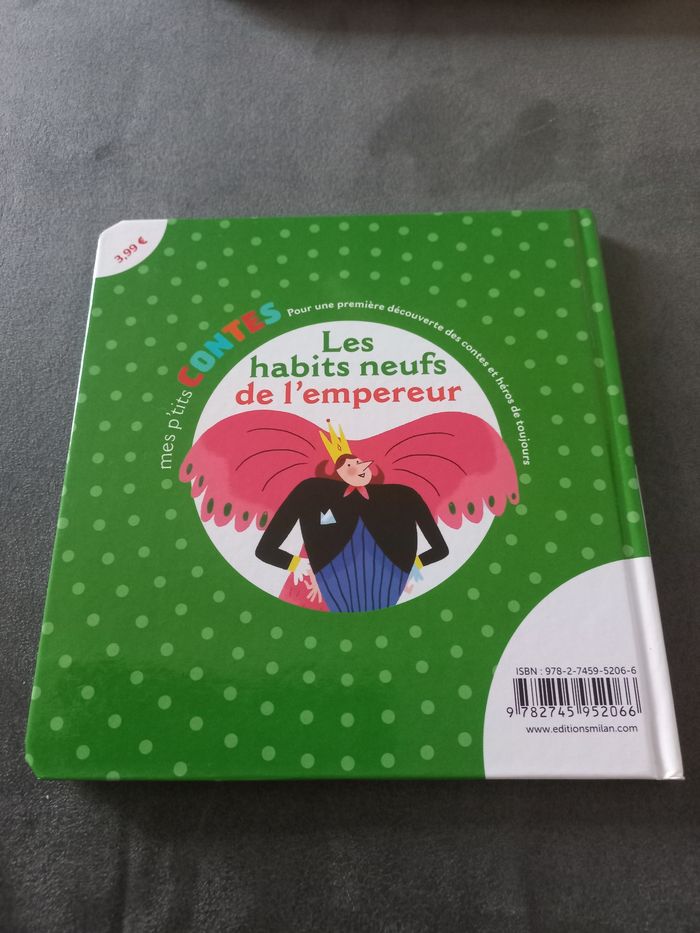 3,99 €
mes p'tits CONTES
Pour une première découverte des contes et héros de toujours
Les
habits neufs
de l'empereur
ISBN : 978-2-7459-5206-6
9 782745 952066
www.editionsmilan.com